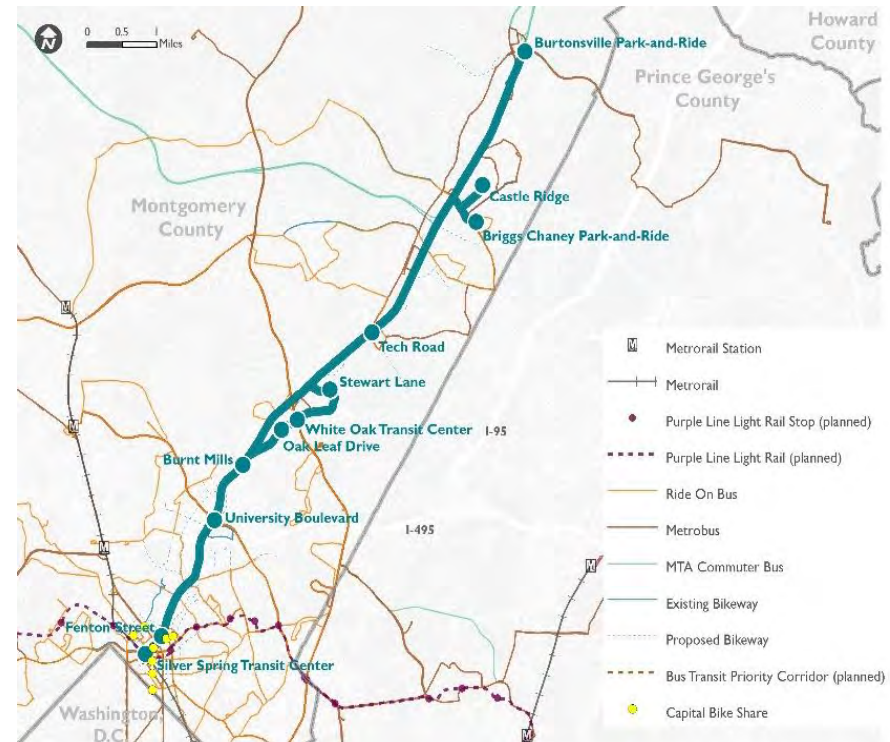 N
0 0.5 1
Miles
Howard
County
Burtonsville Park-and-Ride
Prince George's
County
Castle Ridge
Montgomery
County
Briggs Chaney Park-and-Ride
M
Tech Road
Stewart Lane
White Oak Transit Center
Oak Leaf Drive
I-95
M
Burnt Mills
University Boulevard
I-495
M
M
Fenton Street
Silver Spring Transit Center
Washington,
D.C.
M
M Metrorail Station
Metrorail
Purple Line Light Rail Stop (planned)
Purple Line Light Rail (planned)
Ride On Bus
Metrobus
MTA Commuter Bus
Existing Bikeway
Proposed Bikeway
Bus Transit Priority Corridor (planned)
Capital Bike Share